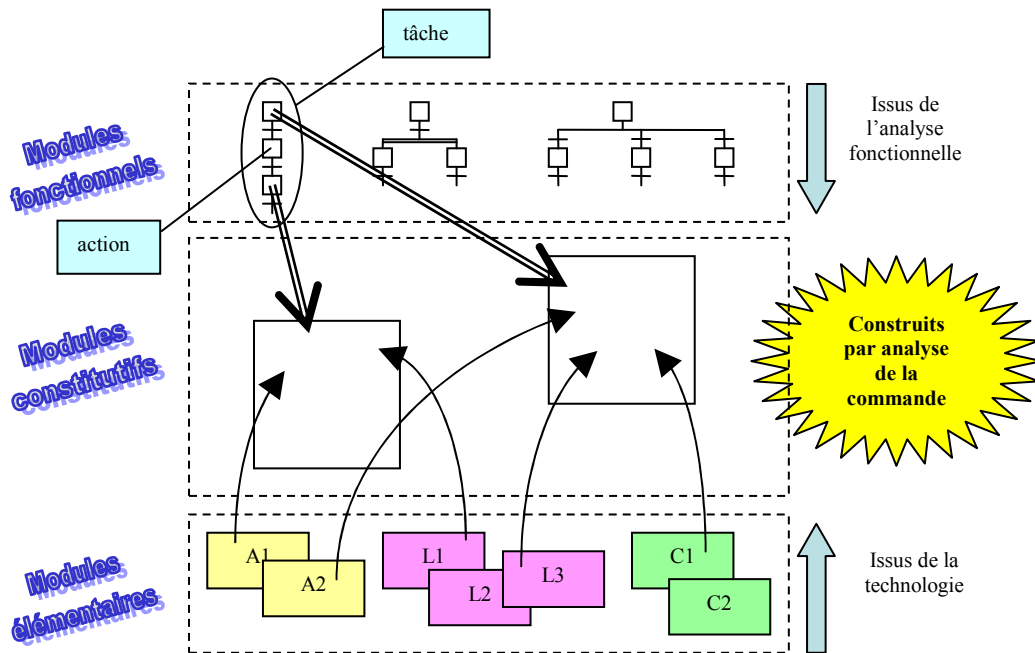 tâche
Modules
fonctionnels
Issus de
l'analyse
fonctionnelle
action
Modules
constitutifs
Construits
par analyse
de la
commande
Modules
élémentaires
A1
A2
L1
L2
L3
C1
C2
Issus de la
technologie